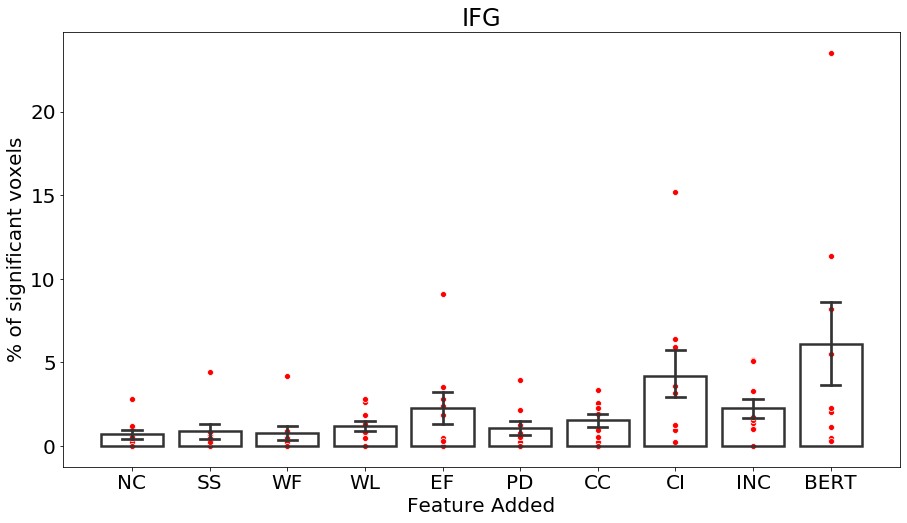 IFG
% of significant voxels
20
15
10
5
0
NC SS WF WL EF PD CC CI INC BERT
Feature Added